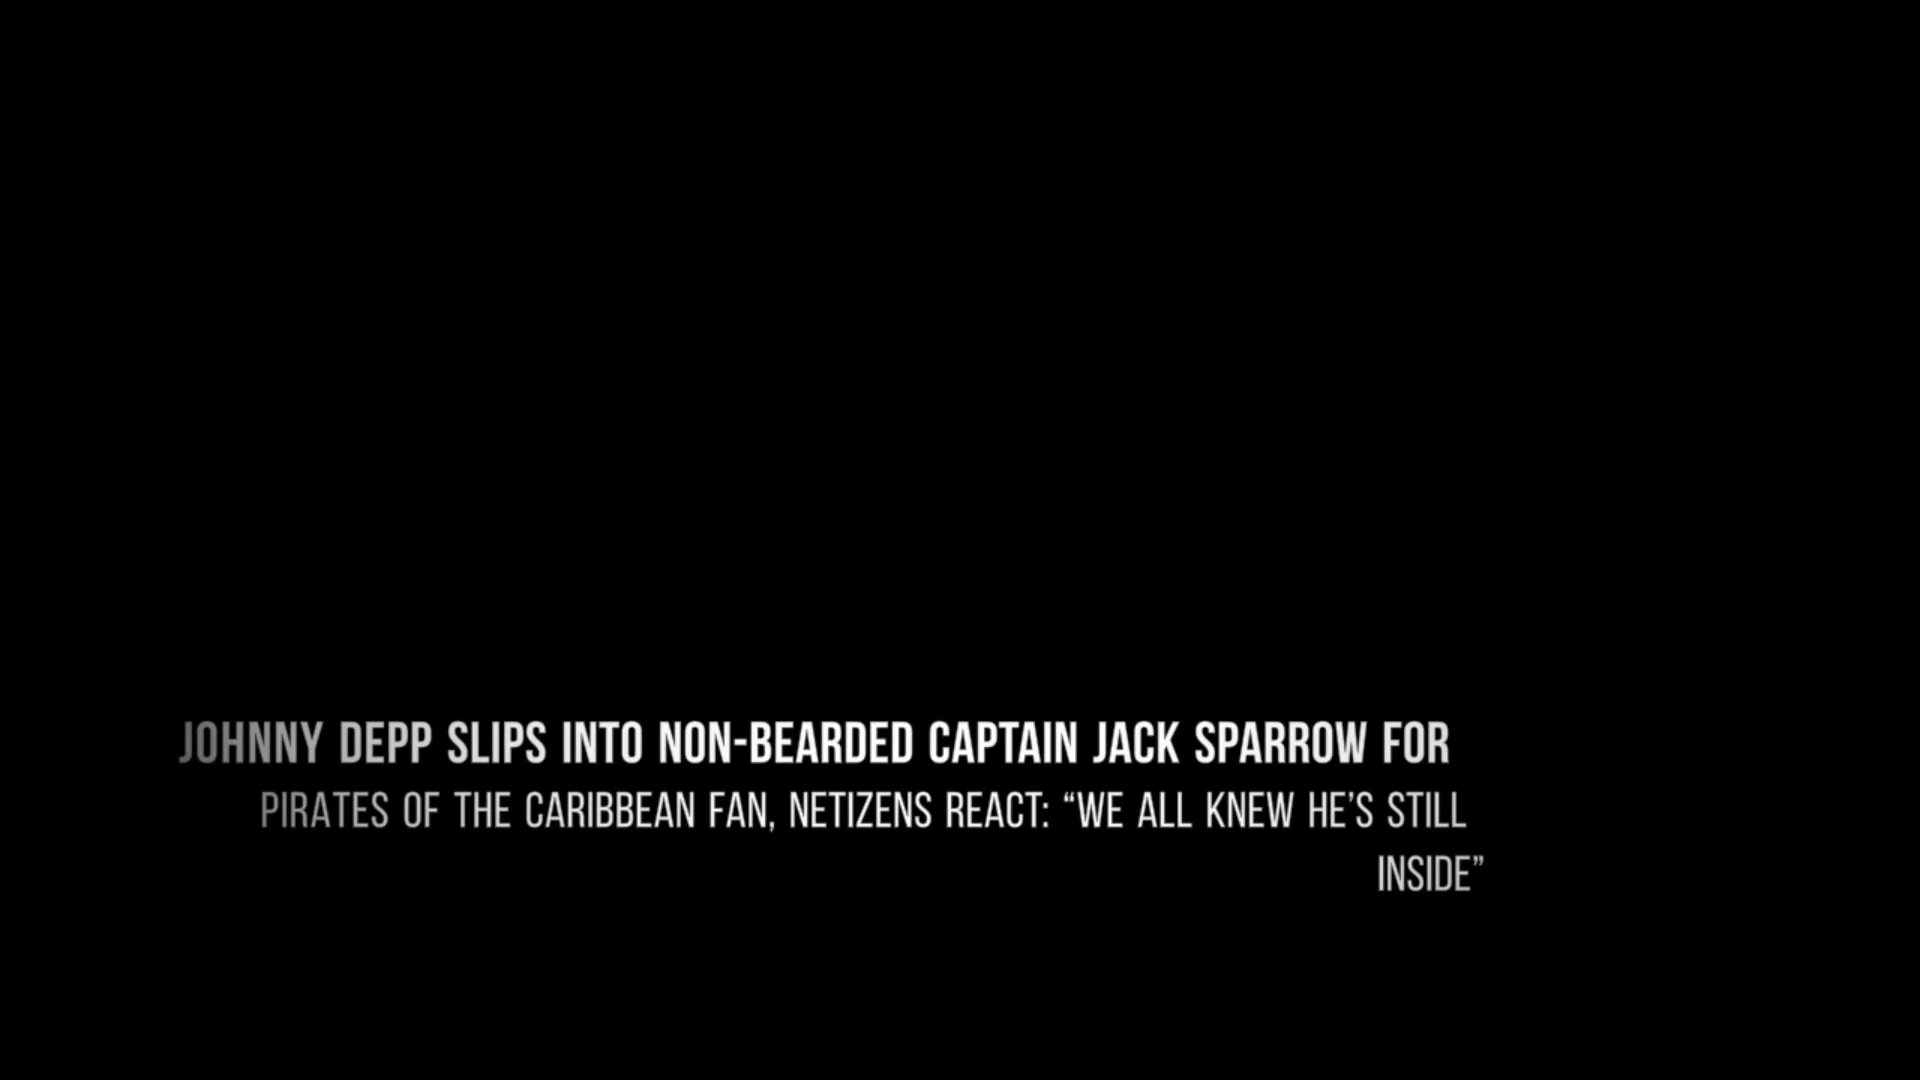 JOHNNY DEPP SLIPS INTO NON-BEARDED CAPTAIN JACK SPARROW FOR
PIRATES OF THE CARIBBEAN FAN, NETIZENS REACT: “WE ALL KNEW HE’S STILL
INSIDE”